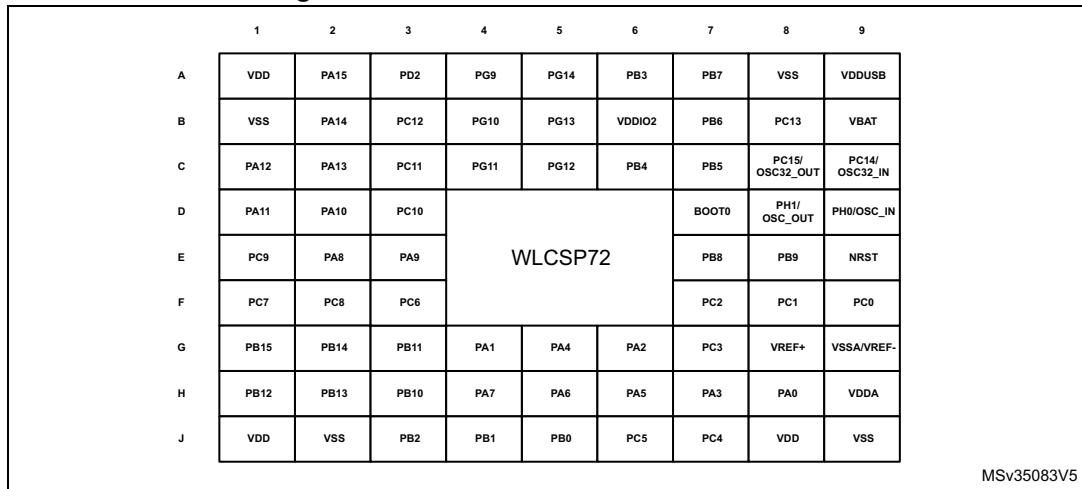 1 2 3 4 5 6 7 8 9
A VDD PA15 PD2 PG9 PG14 PB3 PB7 VSS VDDUSB
B VSS PA14 PC12 PG10 PG13 VDDIO2 PB6 PC13 VBAT
C PA12 PA13 PC11 PG11 PG12 PB4 PB5 PC15/ OSC32_OUT PC14/ OSC32_IN
D PA11 PA10 PC10 BOOT0 PH1/ OSC_OUT PH0/OSC_IN
E PC9 PA8 PA9 WLCSP72 PB8 PB9 NRST
F PC7 PC8 PC6 PC2 PC1 PC0
G PB15 PB14 PB11 PA1 PA4 PA2 PC3 VREF+ VSSA/VREF-
H PB12 PB13 PB10 PA7 PA6 PA5 PA3 PA0 VDDA
J VDD VSS PB2 PB1 PB0 PC5 PC4 VDD VSS
MSv35083V5